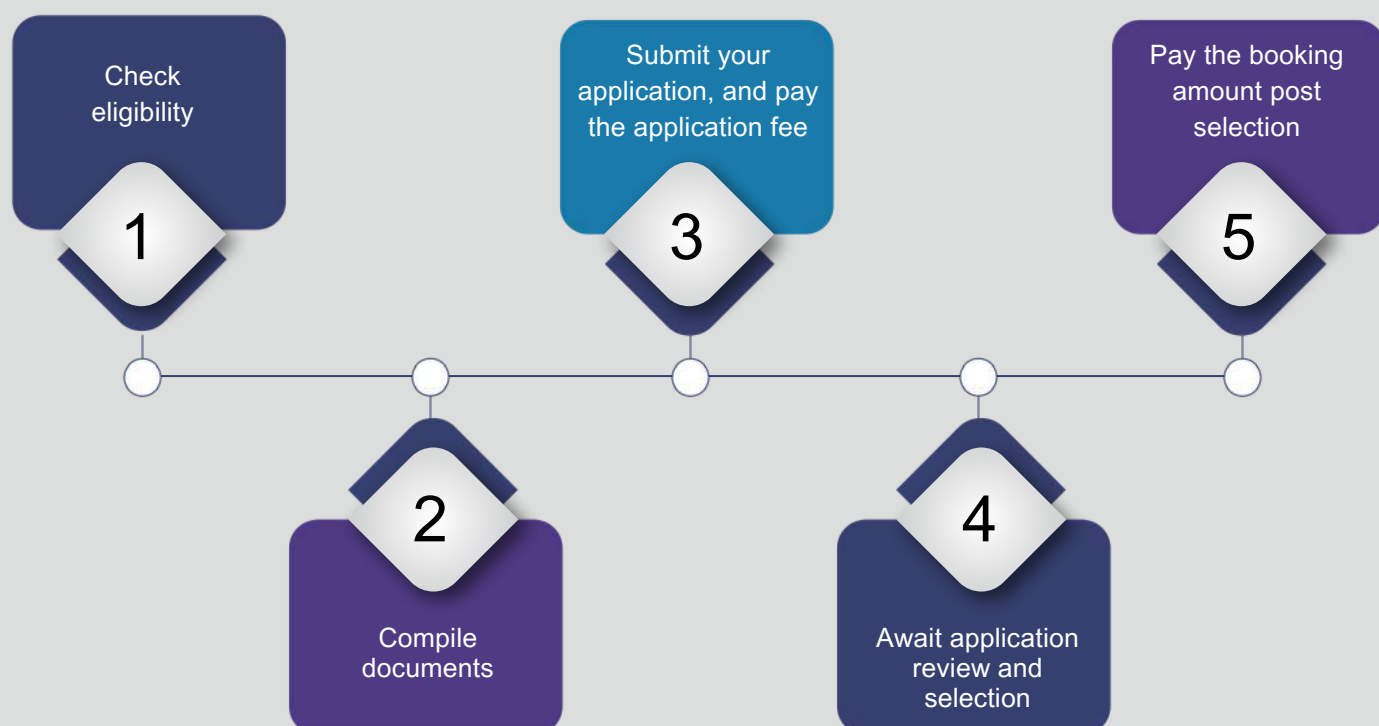 Check
eligibility
1
Compile
documents
2
Submit your
application, and pay
the application fee
3
Await application
review and
selection
4
Pay the booking
amount post
selection
5